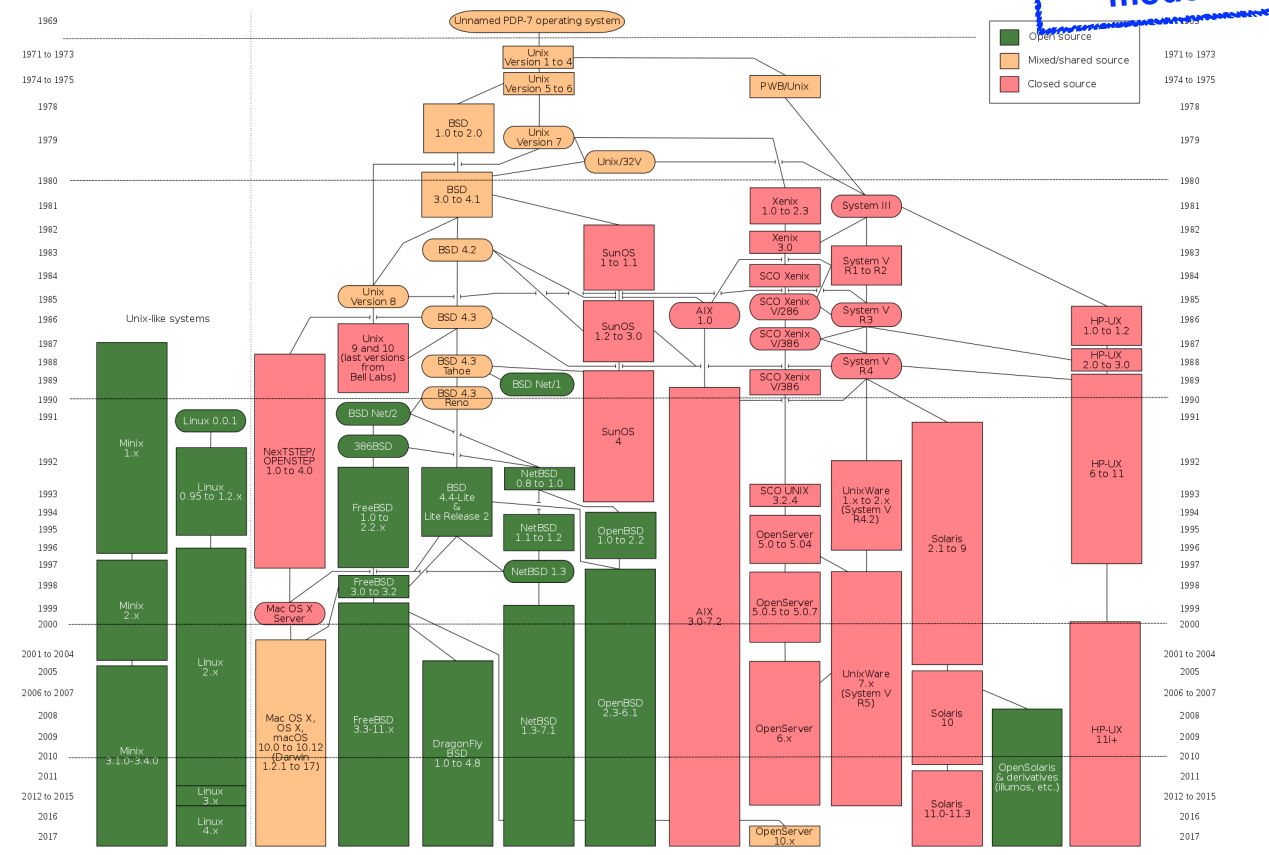 1969
1971 to 1973
1974 to 1975
1978
1979
1980
1981
1982
1983
1984
1985
1986
1987
1988
1989
1990
1991
1992
1993
1994
1995
1996
1997
1998
1999
2000
2001 to 2004
2005
2006 to 2007
2008
2009
2010
2011
2012 to 2015
2016
2017
Unnamed PDP-7 operating system
Unix
Version 1 to 4
Unix
Version 5 to 6
PWB/Unix
BSD
1.0 to 2.0
Unix
Version 7
Unix/32V
BSD
3.0 to 4.1
Xenix
1.0 to 2.3
System III
Xenix
3.0
BSD 4.2
SunOS
1 to 1.1
System V
R1 to R2
SCO Xenix
Unix
Version 8
SCO Xenix
V/286
AIX
1.0
System V
R3
BSD 4.3
SunOS
1.2 to 3.0
HP-UX
1.0 to 1.2
Unix-like systems
Unix
9 and 10
(last versions
from
Bell Labs)
SCO Xenix
V/386
HP-UX
2.0 to 3.0
BSD 4.3
Tahoe
System V
R4
BSD Net/1
SCO Xenix
V/386
BSD 4.3
Reno
BSD Net/2
Linux 0.0.1
Minix
1.x
386BSD
NeXTSTEP/
OPENSTEP
1.0 to 4.0
SunOS
4
HP-UX
6 to 11
Linux
0.95 to 1.2.x
NetBSD
0.8 to 1.0
BSD
4.4-Lite
&
Lite Release 2
SCO UNIX
3.2.4
UnixWare
1.x to 2.x
(System V
R4.2)
FreeBSD
1.0 to
2.2.x
NetBSD
1.1 to 1.2
OpenBSD
1.0 to 2.2
OpenServer
5.0 to 5.04
Solaris
2.1 to 9
NetBSD 1.3
FreeBSD
3.0 to 3.2
Minix
2.x
Mac OS X
Server
OpenServer
5.0.5 to 5.0.7
AIX
3.0-7.2
Linux
2.x
Mac OS X,
OS X,
macOS
10.0 to 10.12
(Darwin
1.2.1 to 17)
FreeBSD
3.3-11.x
DragonFly
BSD
1.0 to 4.8
NetBSD
1.3-7.1
OpenBSD
2.3-6.1
OpenServer
6.x
UnixWare
7.x
(System V
R5)
Solaris
10
HP-UX
11i+
Minix
3.1.0-3.4.0
OpenSolaris
& derivatives
(illumos, etc.)
Linux
3.x
Linux
4.x
Solaris
11.0-11.3
OpenServer
10.x
Open source
Mixed/shared source
Closed source
1971 to 1973
1974 to 1975
1978
1979
1980
1981
1982
1983
1984
1985
1986
1987
1988
1989
1990
1991
1992
1993
1994
1995
1996
1997
1998
1999
2000
2001 to 2004
2005
2006 to 2007
2008
2009
2010
2011
2012 to 2015
2016
2017